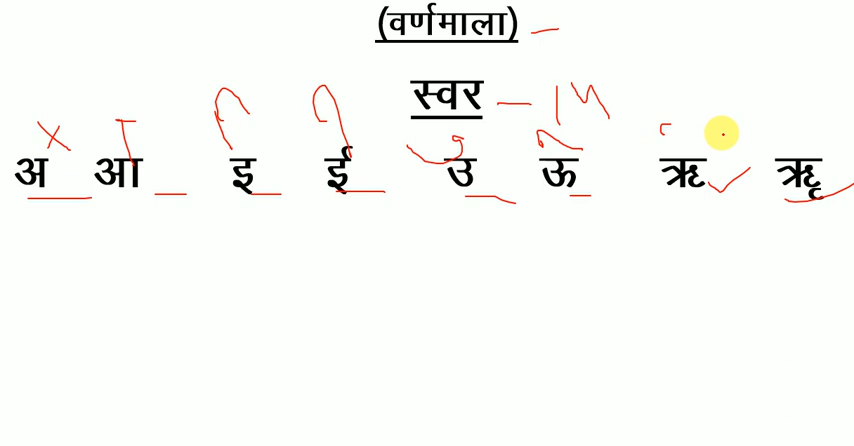 (वर्णमाला)
स्वर
अ आ इ ई उ ऊ ऋ ॠ